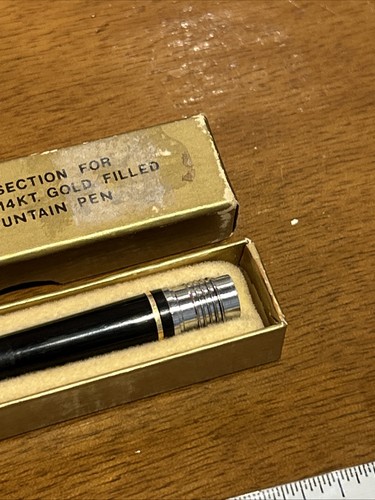 SECTION FOR
14KT. GOLD FILLED
UNTAIN PEN